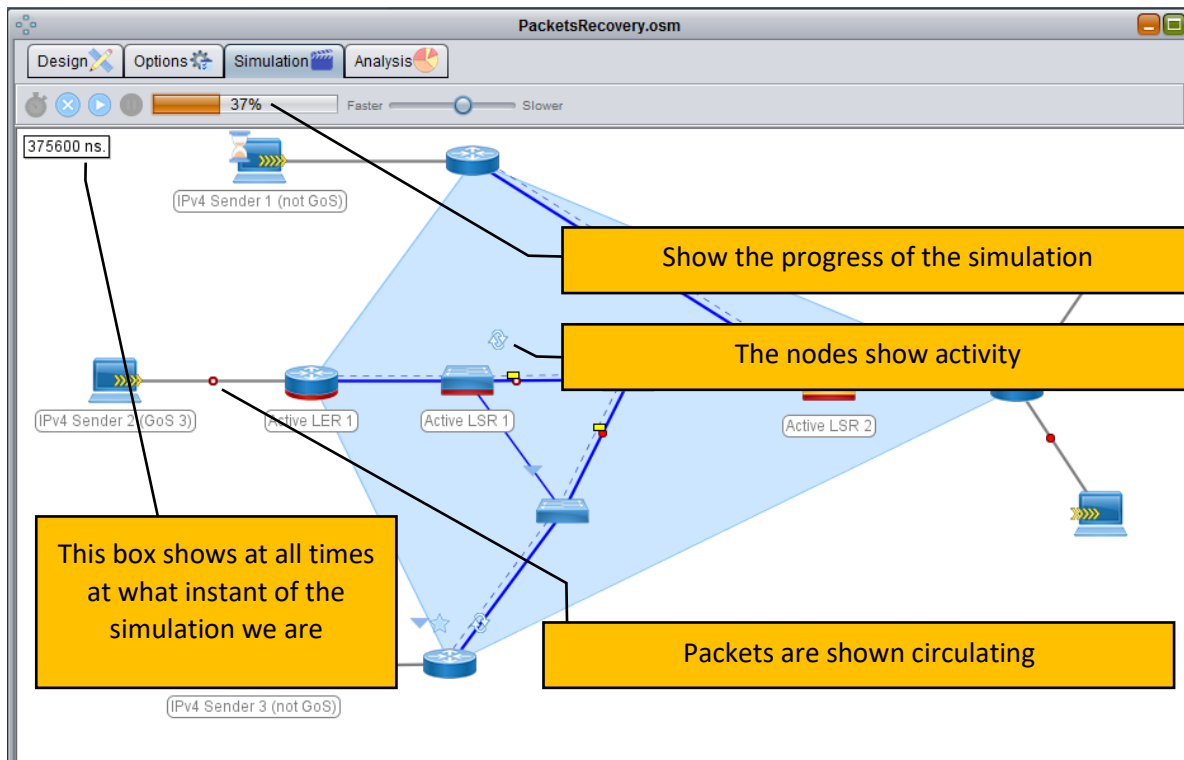 PacketsRecovery.osm
Design
Options
Simulation
Analysis
37%
Faster
Slower
375600 ns.
IPv4 Sender 1 (not GoS)
Show the progress of the simulation
The nodes show activity
IPv4 Sender 2 (GoS 3)
Active LER 1
Active LSR 1
Active LSR 2
This box shows at all times
at what instant of the
simulation we are
Packets are shown circulating
IPv4 Sender 3 (not GoS)